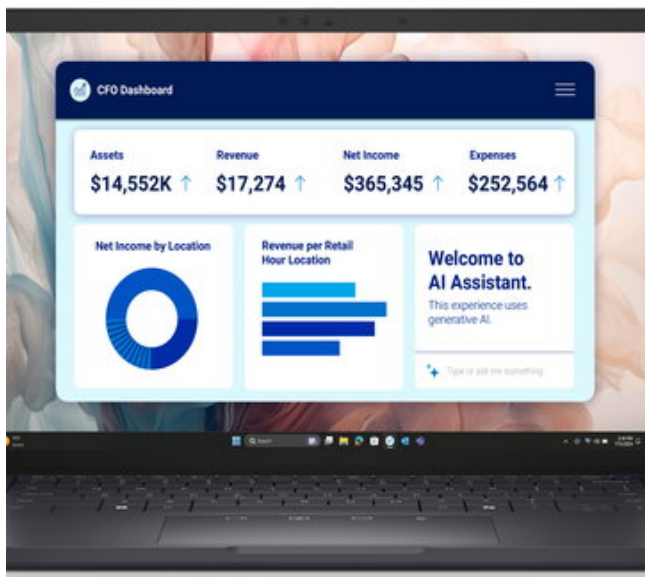 CFO Dashboard
Assets
Revenue
Net Income
Expenses
$14,552K ↑
$17,274 ↑
$365,345 ↑
$252,564 ↑
Net Income by Location
Revenue per Retail
Hour Location
Welcome to
AI Assistant.
This experience uses
generative AI.
Type or ask me something
Search